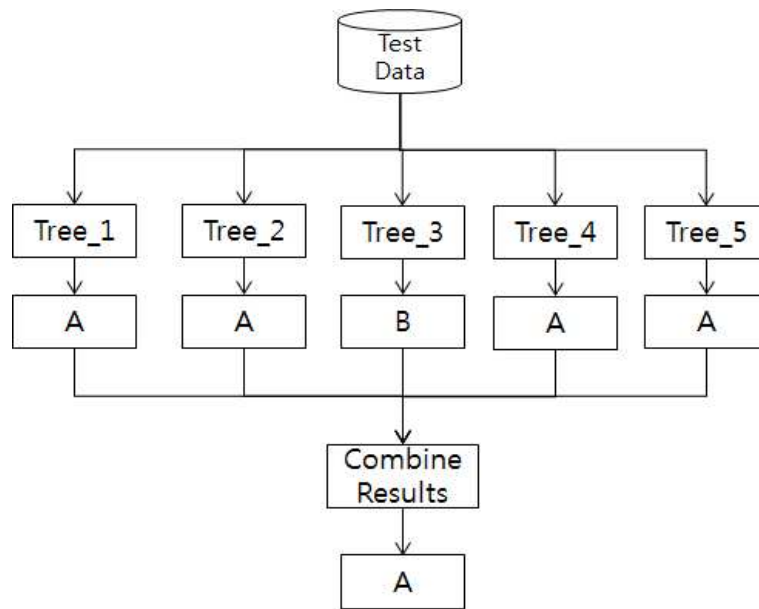 Test
Data
Tree_1
Tree_2
Tree_3
Tree_4
Tree_5
A
A
B
A
A
Combine
Results
A